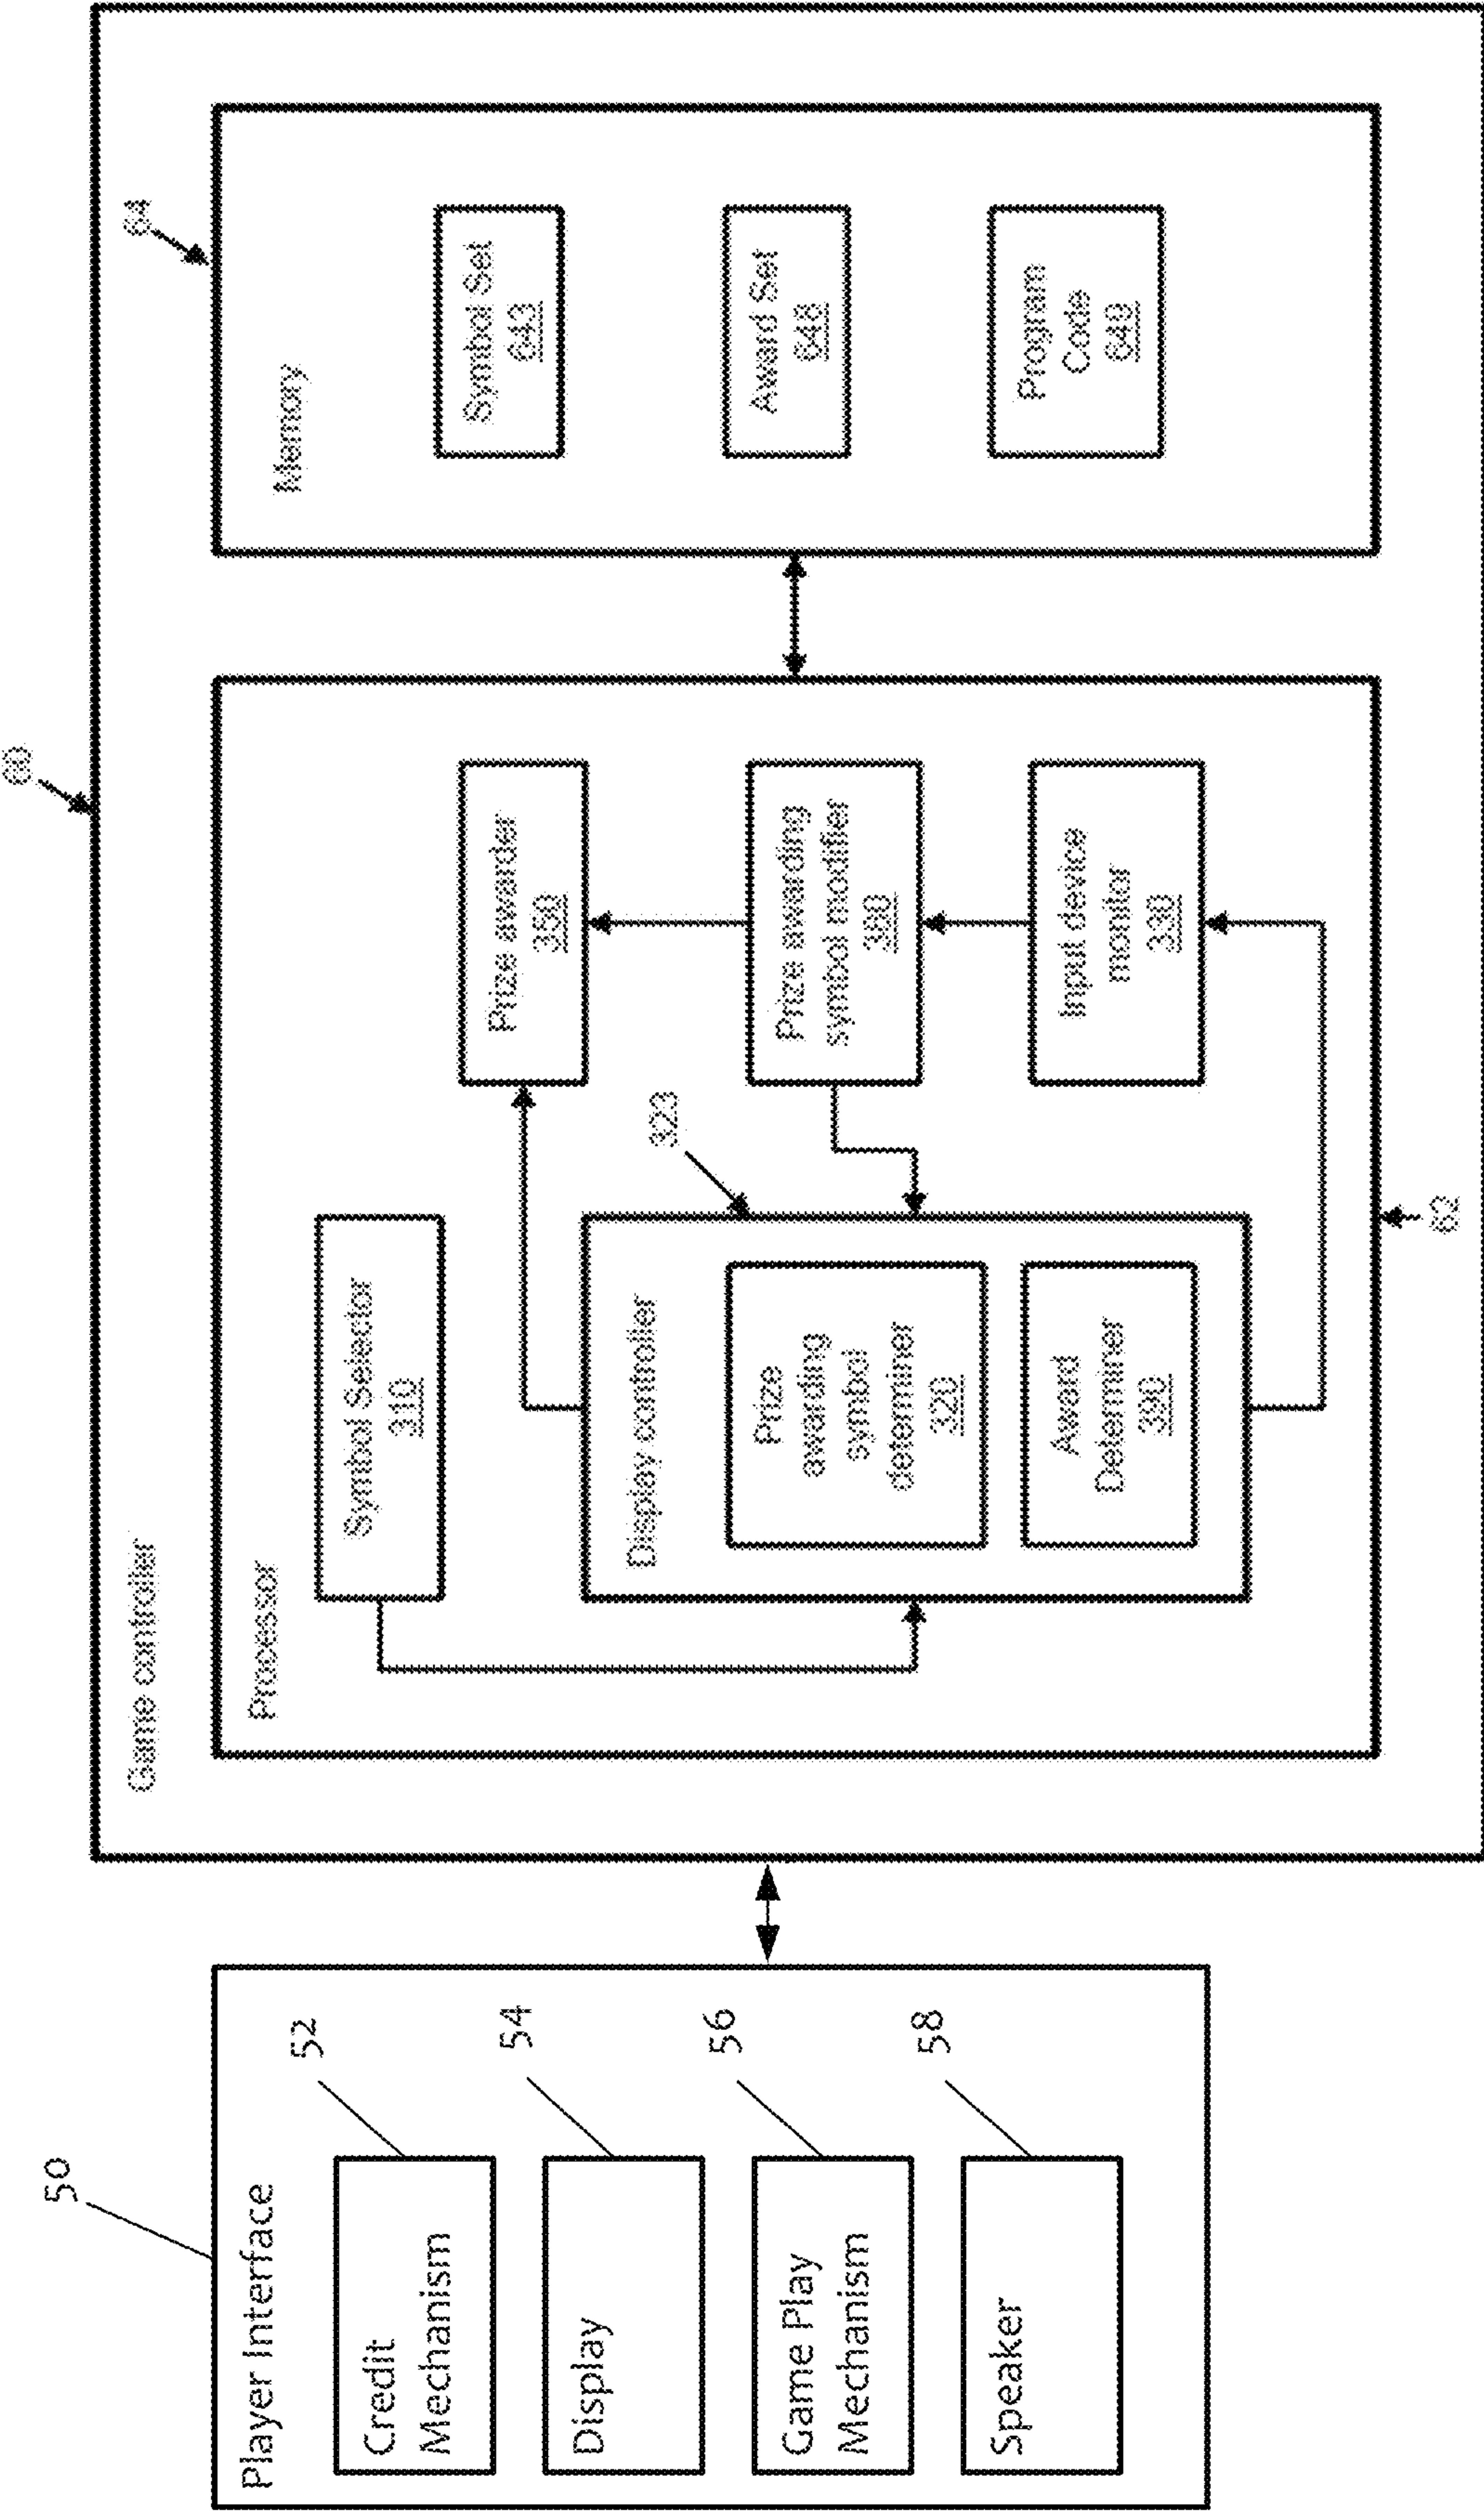 50
Player Interface
Credit
Mechanism
52
Display
54
Game Play
Mechanism
56
Speaker
58
60
Game controller
Processor
Symbol Selector
310
Display controller
323
Prize
awarding
symbol
determiner
320
Award
Determiner
390
Prize awarder
350
Prize awarding
symbol modifier
Input device
monitor
330
62
Memory
64
Symbol Set
643
Award Set
Program
Code
649